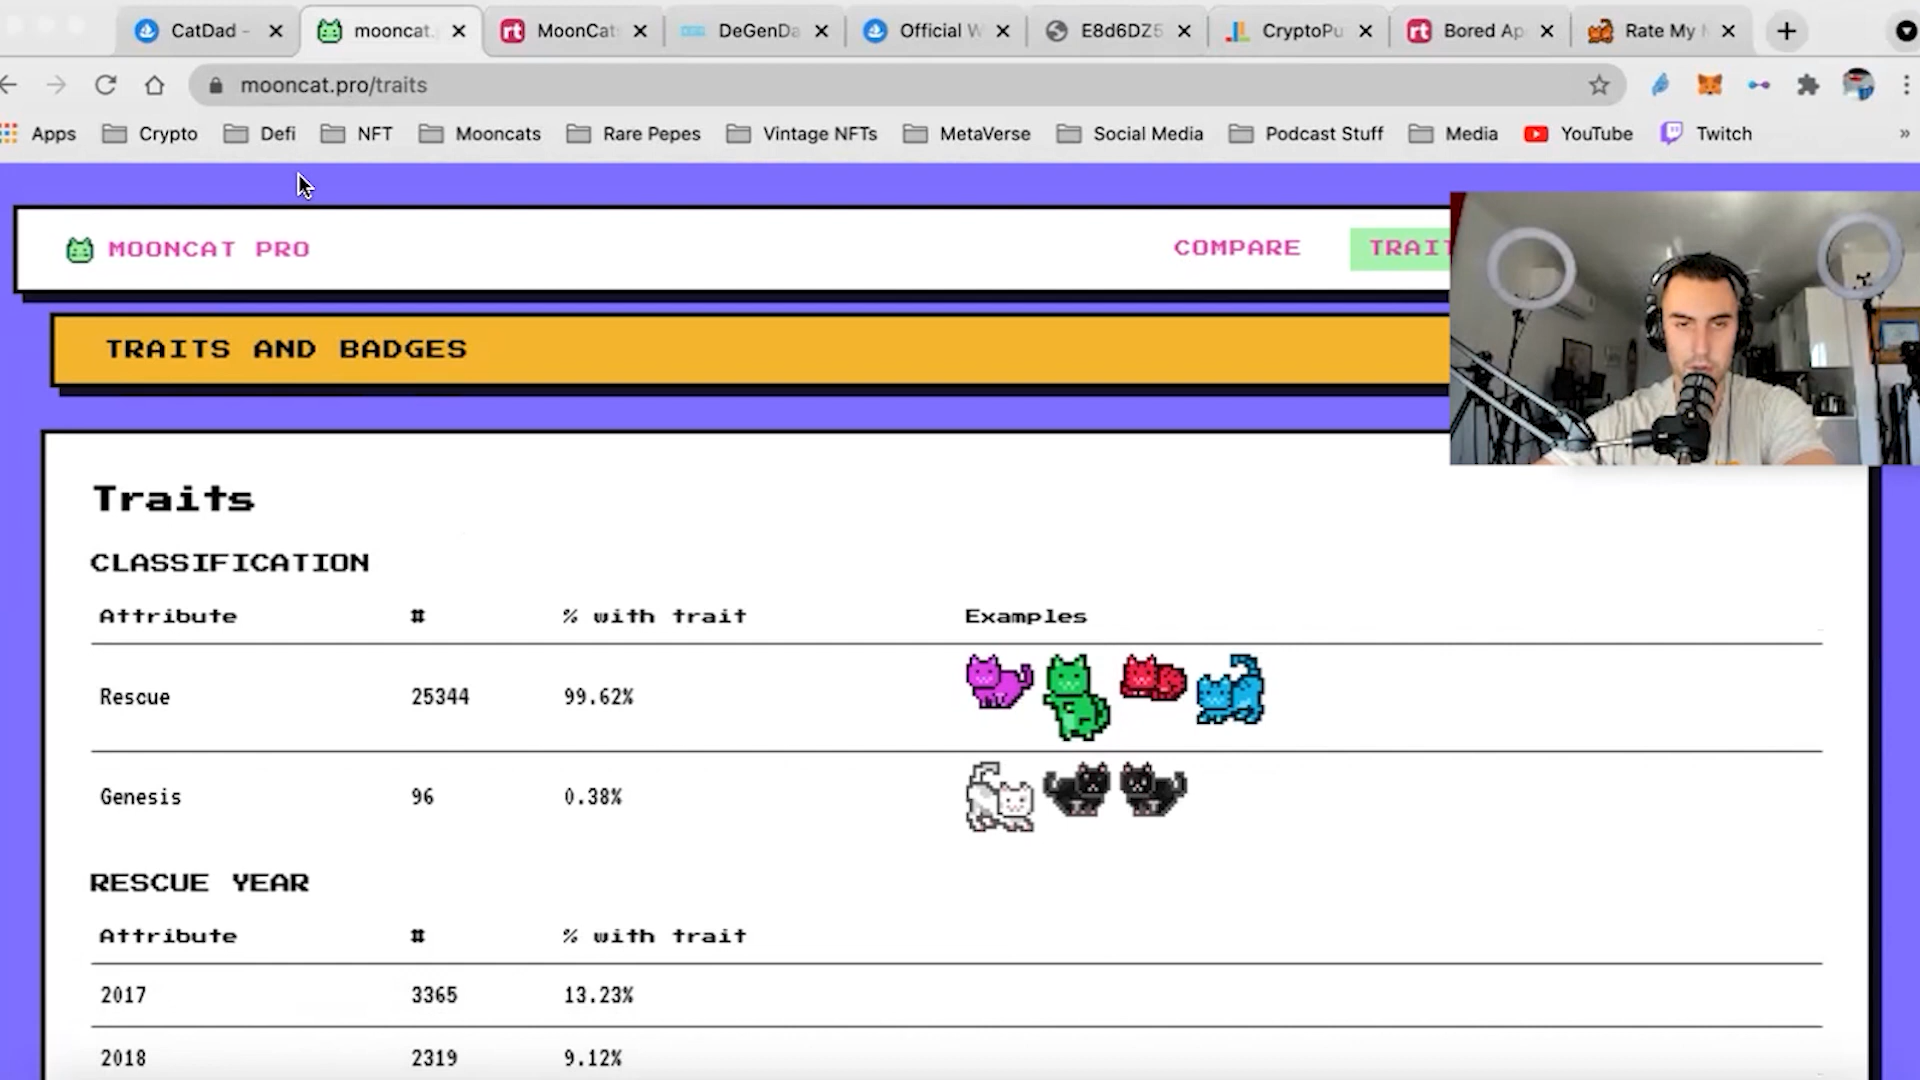 CatDad -
mooncat.
MoonCats
DeGenDa
Official W
E8d6DZ5
CryptoPu
Bored Ap
Rate My
mooncat.pro/traits
Apps
Crypto
Defi
NFT
Mooncats
Rare Pepes
Vintage NFTs
MetaVerse
Social Media
Podcast Stuff
Media
YouTube
Twitch
»
MOONCAT PRO
COMPARE
TRAIT
TRAITS AND BADGES
Traits
CLASSIFICATION
Attribute # % with trait Examples
Rescue 25344 99.62%
Genesis 96 0.38%
RESCUE YEAR
Attribute # % with trait
2017 3365 13.23%
2018 2319 9.12%